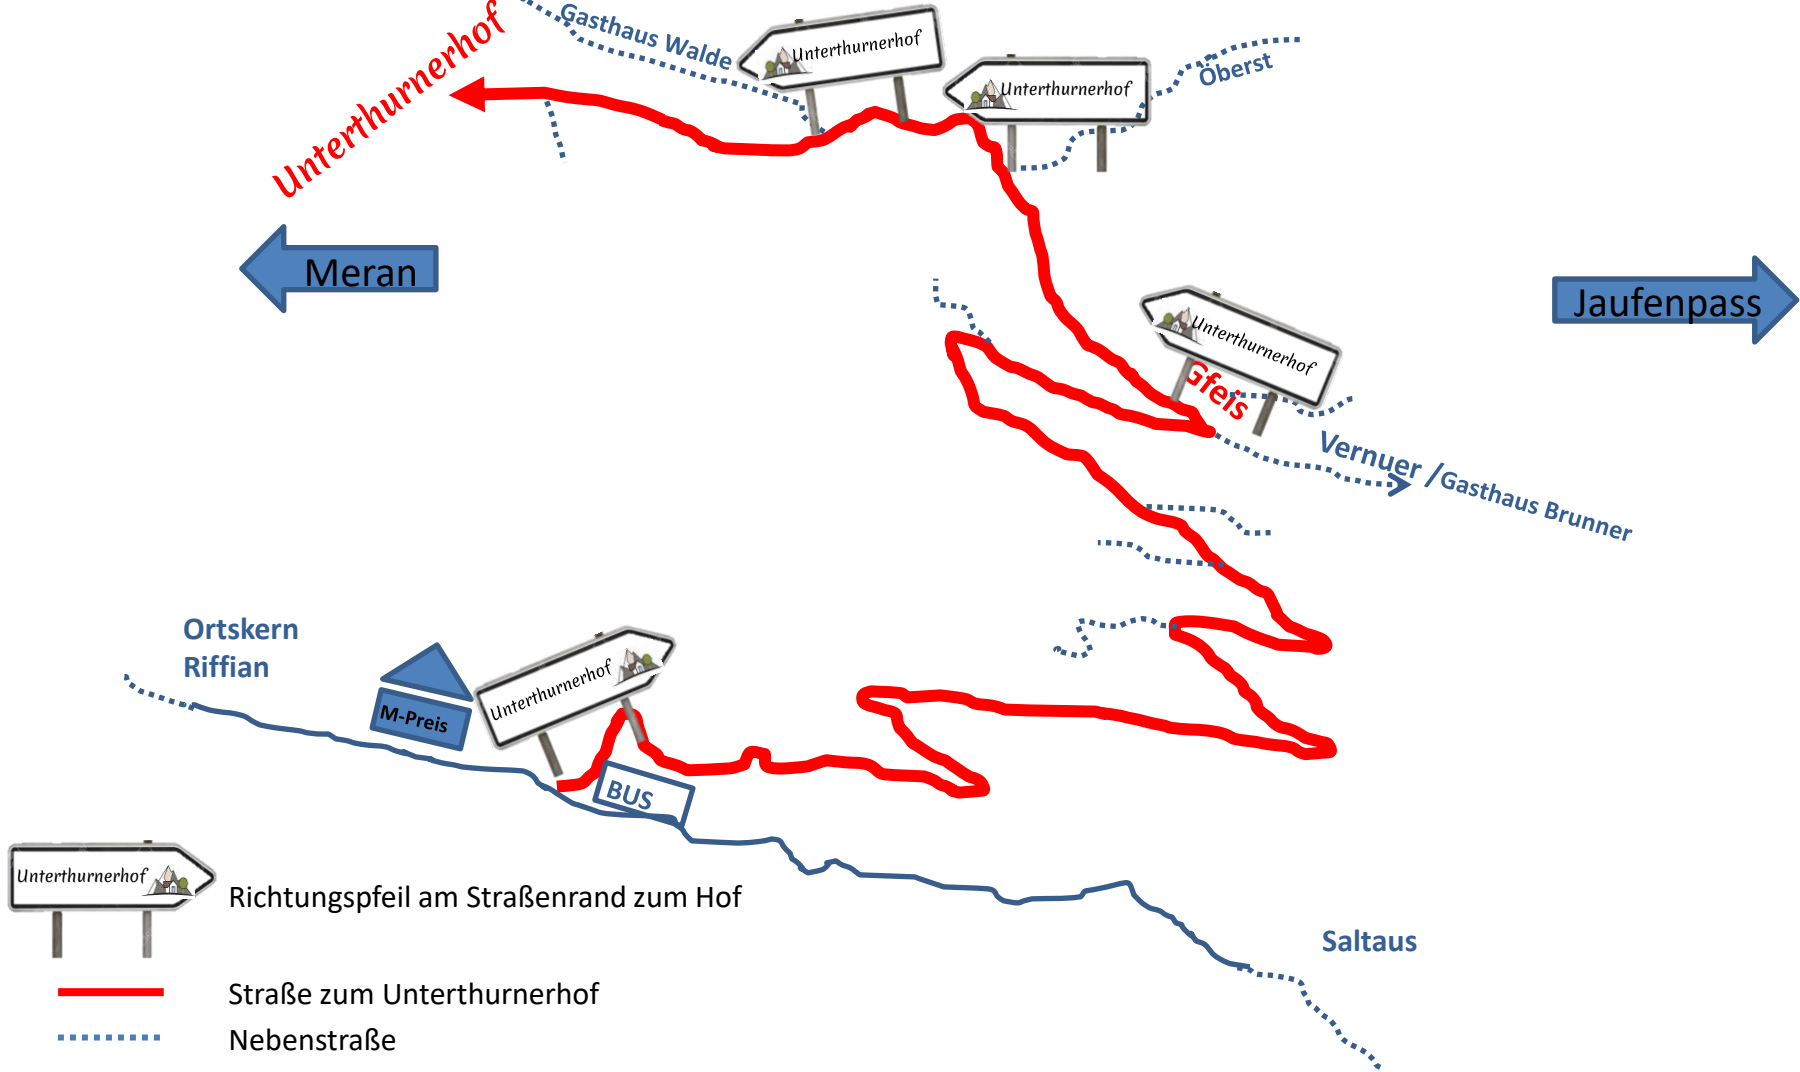 Unterthurnerhof
Gasthaus Walde
Unterthurnerhof
Unterthurnerhof
Öberst
Meran
Jaufenpass
Unterthurnerhof
Gfeis
Vernuer /Gasthaus Brunner
Ortskern
Riffian
M-Preis
Unterthurnerhof
BUS
Unterthurnerhof
Richtungspfeil am Straßenrand zum Hof
Saltaus
Straße zum Unterthurnerhof
Nebenstraße